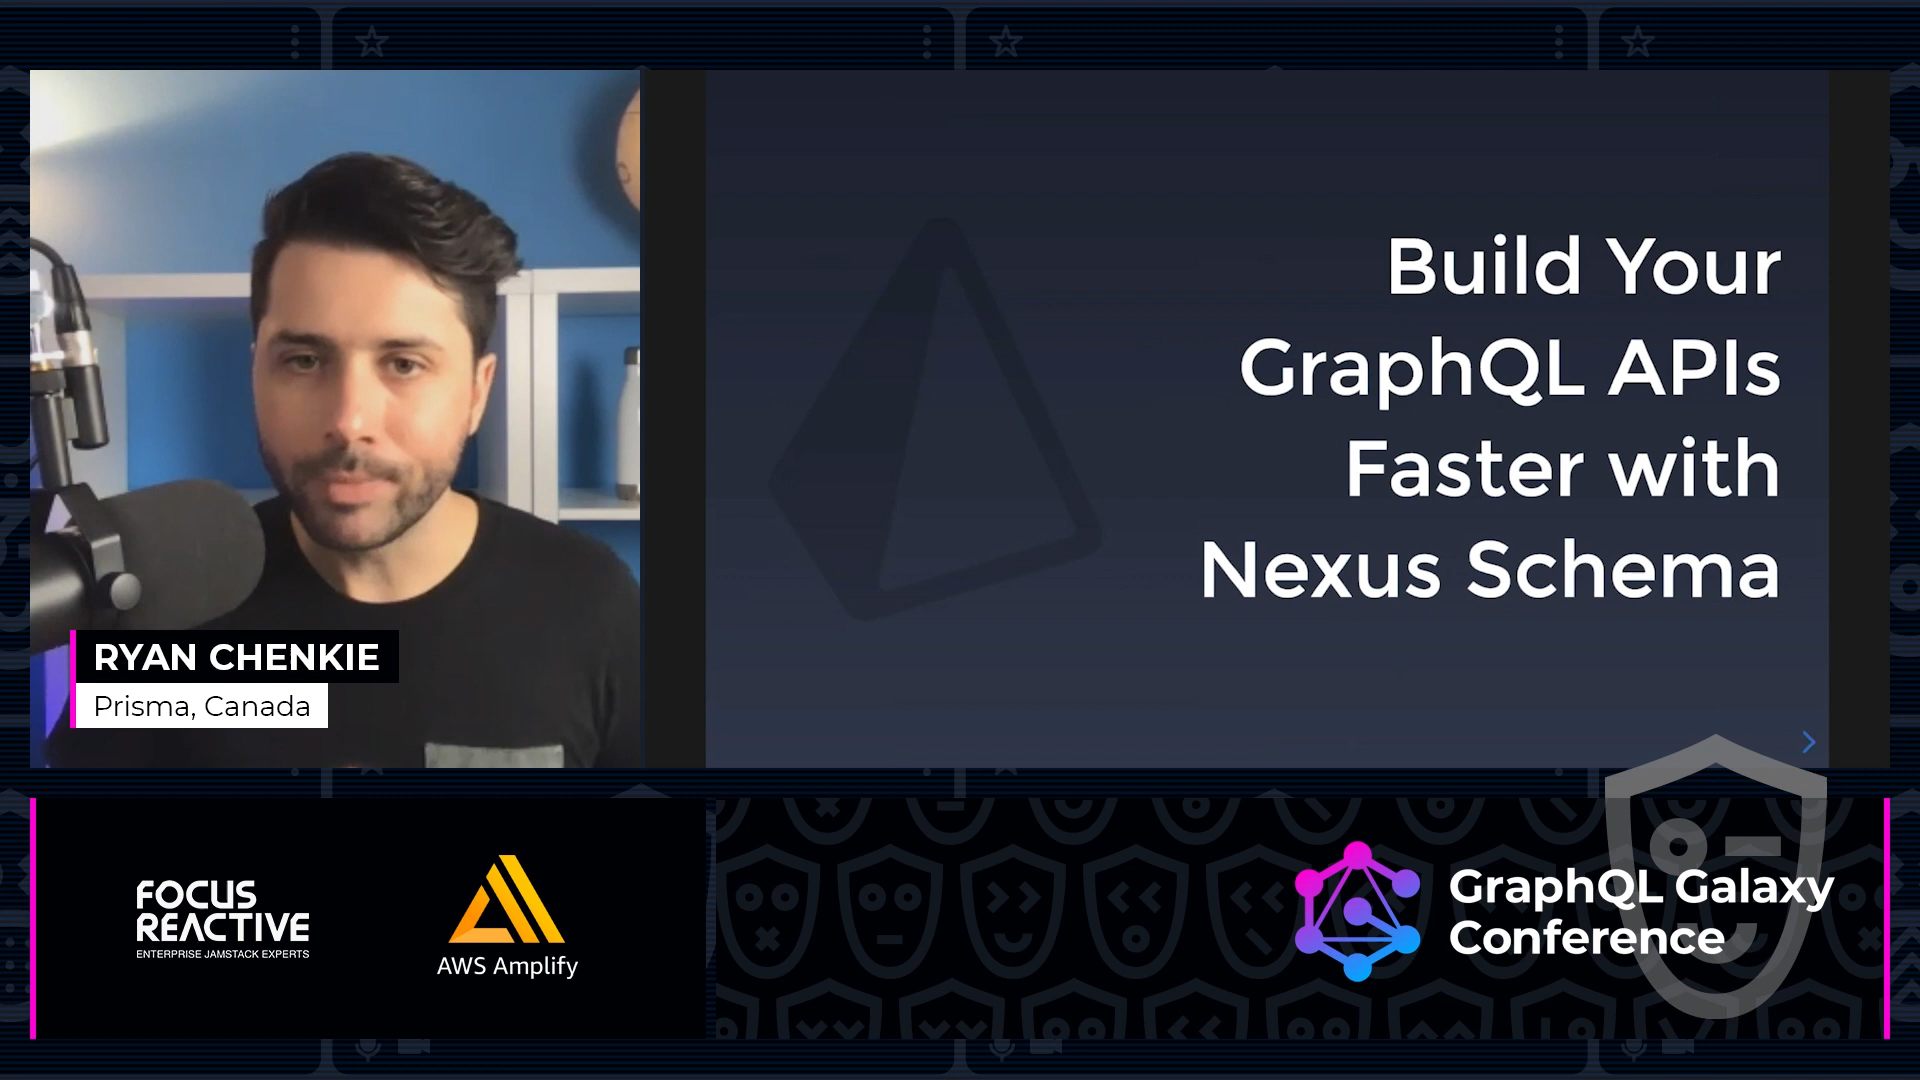 Build Your
GraphQL APIs
Faster with
Nexus Schema
RYAN CHENKIE
Prisma, Canada
FOCUS
REACTIVE
ENTERPRISE JAMSTACK EXPERTS
AWS Amplify
GraphQL Galaxy
Conference